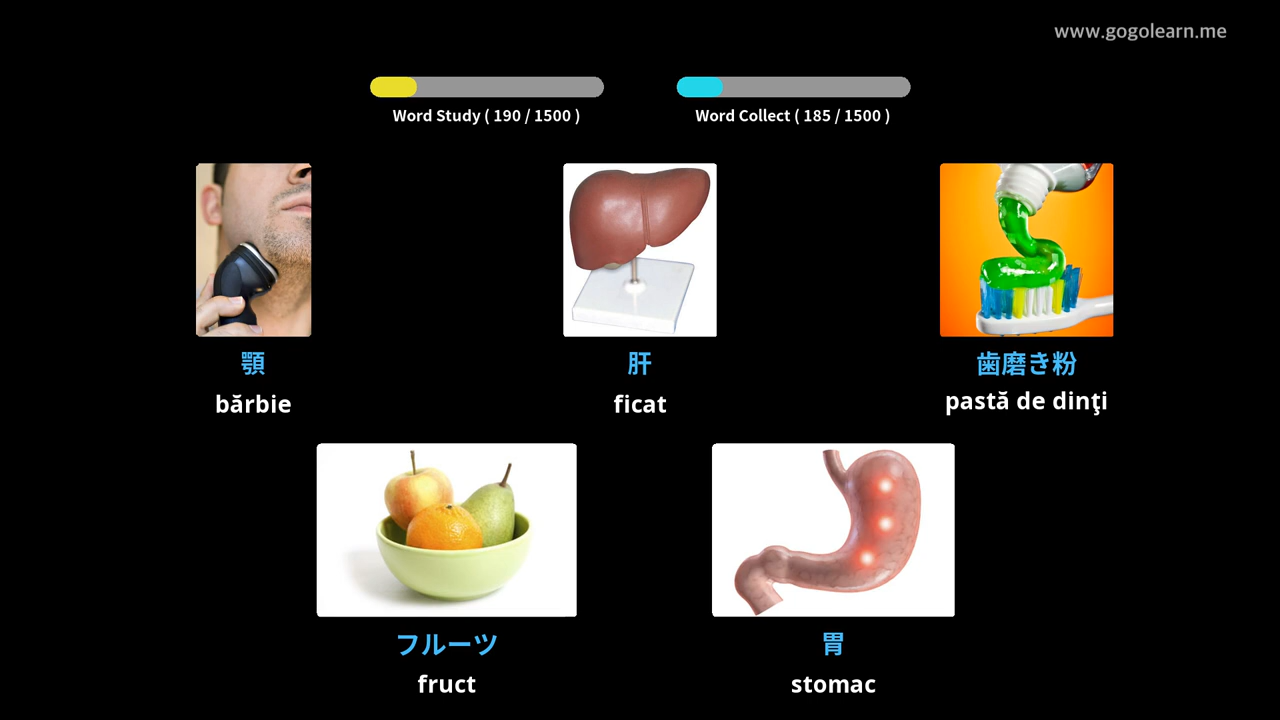 www.gogolearn.me
Word Study ( 190 / 1500 )
Word Collect ( 185 / 1500 )
顎
肝
歯磨き粉
bărbie
ficat
pastă de dinţi
フルーツ
胃
fruct
stomac